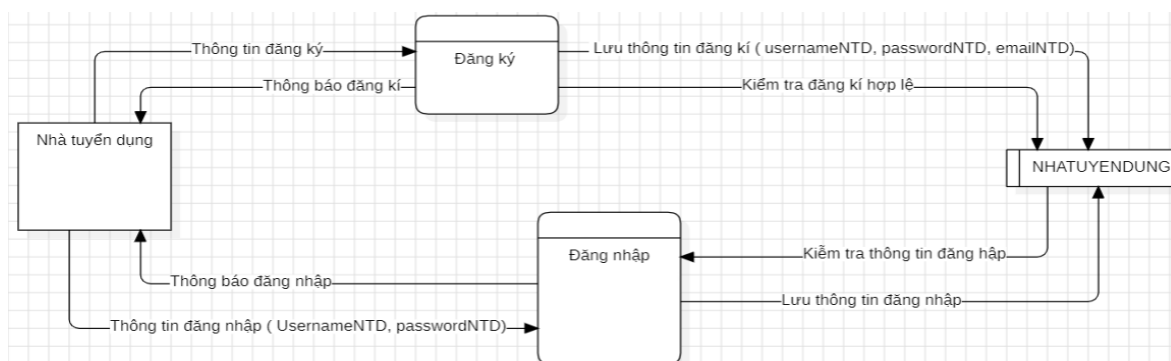 Thông tin đăng ký
Đăng ký
Lưu thông tin đăng kí ( usernameNTD, passwordNTD, emailNTD)
Thông báo đăng kí
Kiểm tra đăng kí hợp lệ
Nhà tuyển dụng
NHATUYENDUNG
Đăng nhập
Kiễm tra thông tin đăng hập
Thông báo đăng nhập
Lưu thông tin đăng nhập
Thông tin đăng nhập ( UsernameNTD, passwordNTD)